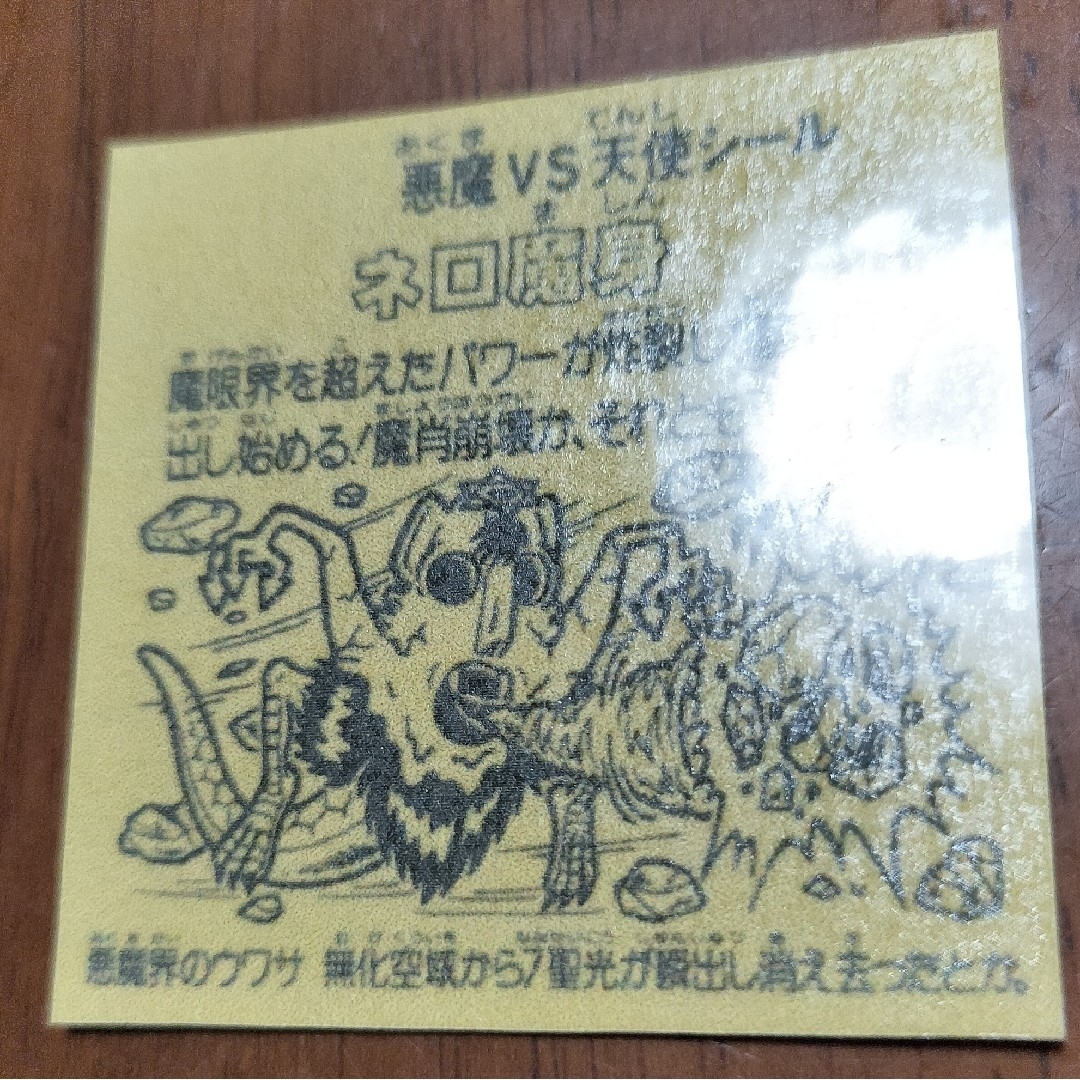 悪魔VS天使シール
ネロ魔身
魔眼界を超えたパワーが炸裂し
出し始める!魔肖崩壊か、それとも
悪魔界のウワサ 無化空域から7聖光が噴出し消え去ったとか。